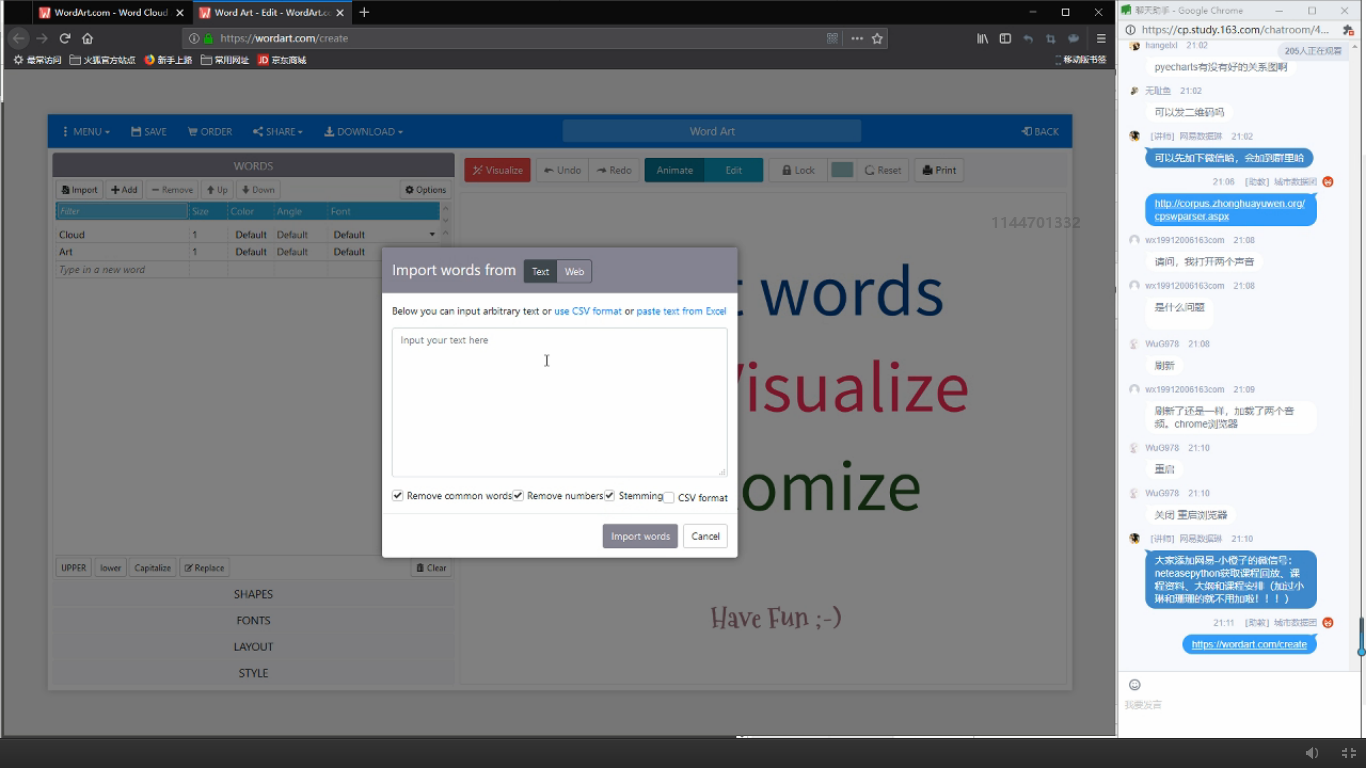 WordArt.com - Word Cloud
Word Art - Edit - WordArt.co
https://wordart.com/create
最常访问
火狐官方站点
新手上路
常用网址
JD 京东商城
移动版书签
MENU
SAVE
ORDER
SHARE
DOWNLOAD
Word Art
BACK
WORDS
Import
Add
Remove
Up
Down
Options
Filter Size Color Angle Font
Cloud 1 Default Default Default
Art 1 Default Default Default
Type in a new word
Visualize
Undo
Redo
Animate
Edit
Lock
Reset
Print
1144701332
words
Visualize
omize
Have Fun ;-)
Import words from Text Web
Below you can input arbitrary text or use CSV format or paste text from Excel
Input your text here
Remove common words Remove numbers Stemming CSV format
Import words Cancel
UPPER lower Capitalize Replace Clear
SHAPES
FONTS
LAYOUT
STYLE
聊天助手 - Google Chrome
https://cp.study.163.com/chatroom/4...
205人正在观看
hangelxl 21:02
pyecharts有没有好的关系图啊
无耻鱼 21:02
可以发二维码吗
[讲师] 网易数据琳 21:02
可以先加下微信哈，会加到群里哈
21:06 [助教] 城市数据团
http://corpus.zhonghuayuwen.org/
cpswparser.aspx
wx19912006163com 21:08
请问，我打开两个声音
wx19912006163com 21:08
是什么问题
WuG978 21:08
刷新
wx19912006163com 21:09
刷新了还是一样，加载了两个音
频。chrome浏览器
WuG978 21:10
重启
WuG978 21:10
关闭 重启浏览器
[讲师] 网易数据琳 21:10
大家添加网易-小橙子的微信号：
neteasepython获取课程回放、课
程资料、大纲和课程安排（加过小
琳和珊珊的就不用加啦！！！）
21:11 [助教] 城市数据团
https://wordart.com/create
我要发言